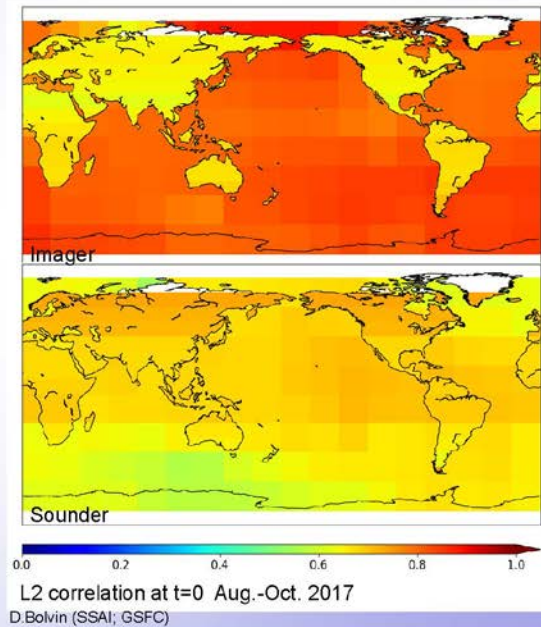 Imager
Sounder
0.0 0.2 0.4 0.6 0.8 1.0
L2 correlation at t=0 Aug.-Oct. 2017
D.Bolvin (SSAI; GSFC)